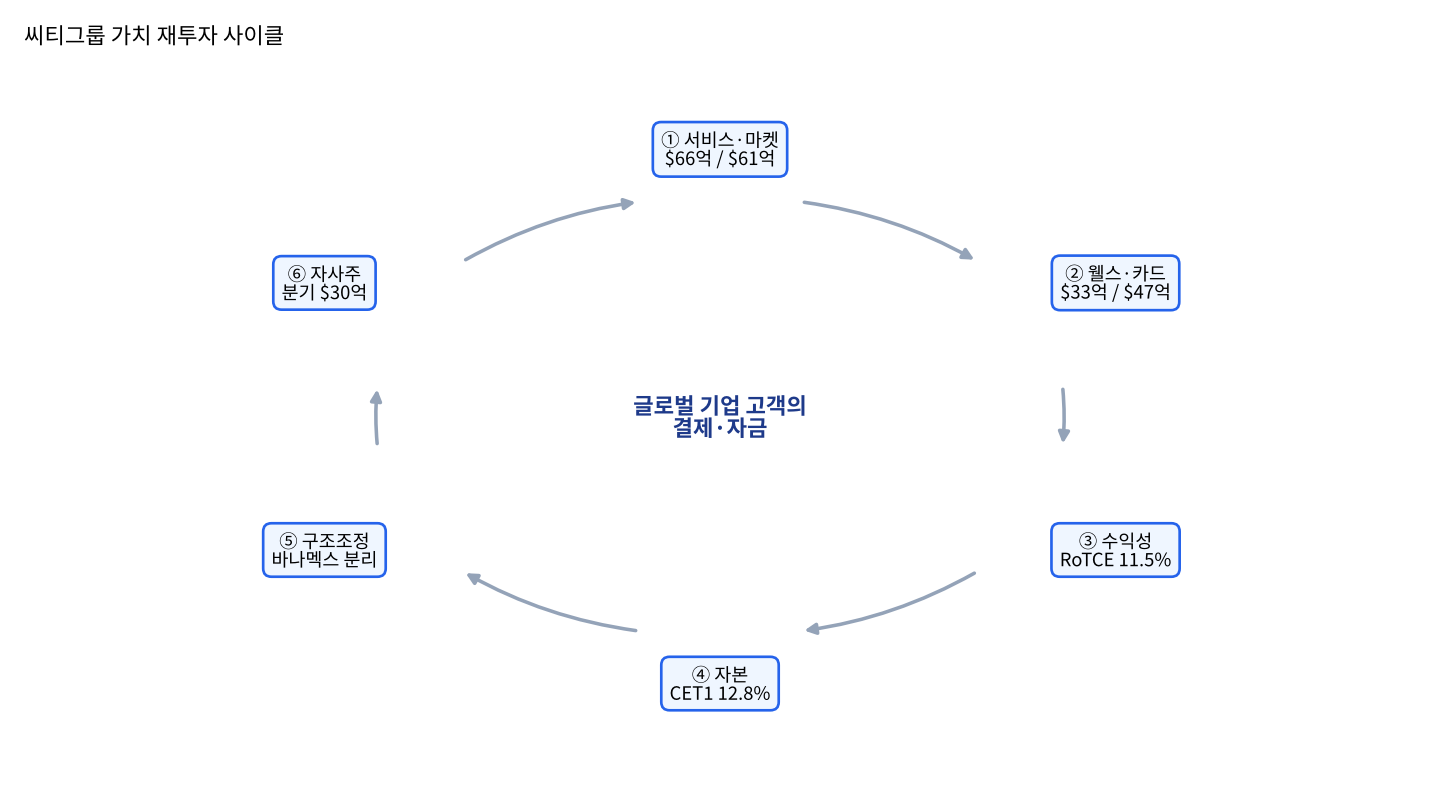 씨티그룹 가치 재투자 사이클
① 서비스·마켓
$66억 / $61억
② 웰스·카드
$33억 / $47억
③ 수익성
RoTCE 11.5%
④ 자본
CET1 12.8%
⑤ 구조조정
바나멕스 분리
⑥ 자사주
분기 $30억
글로벌 기업 고객의
결제·자금